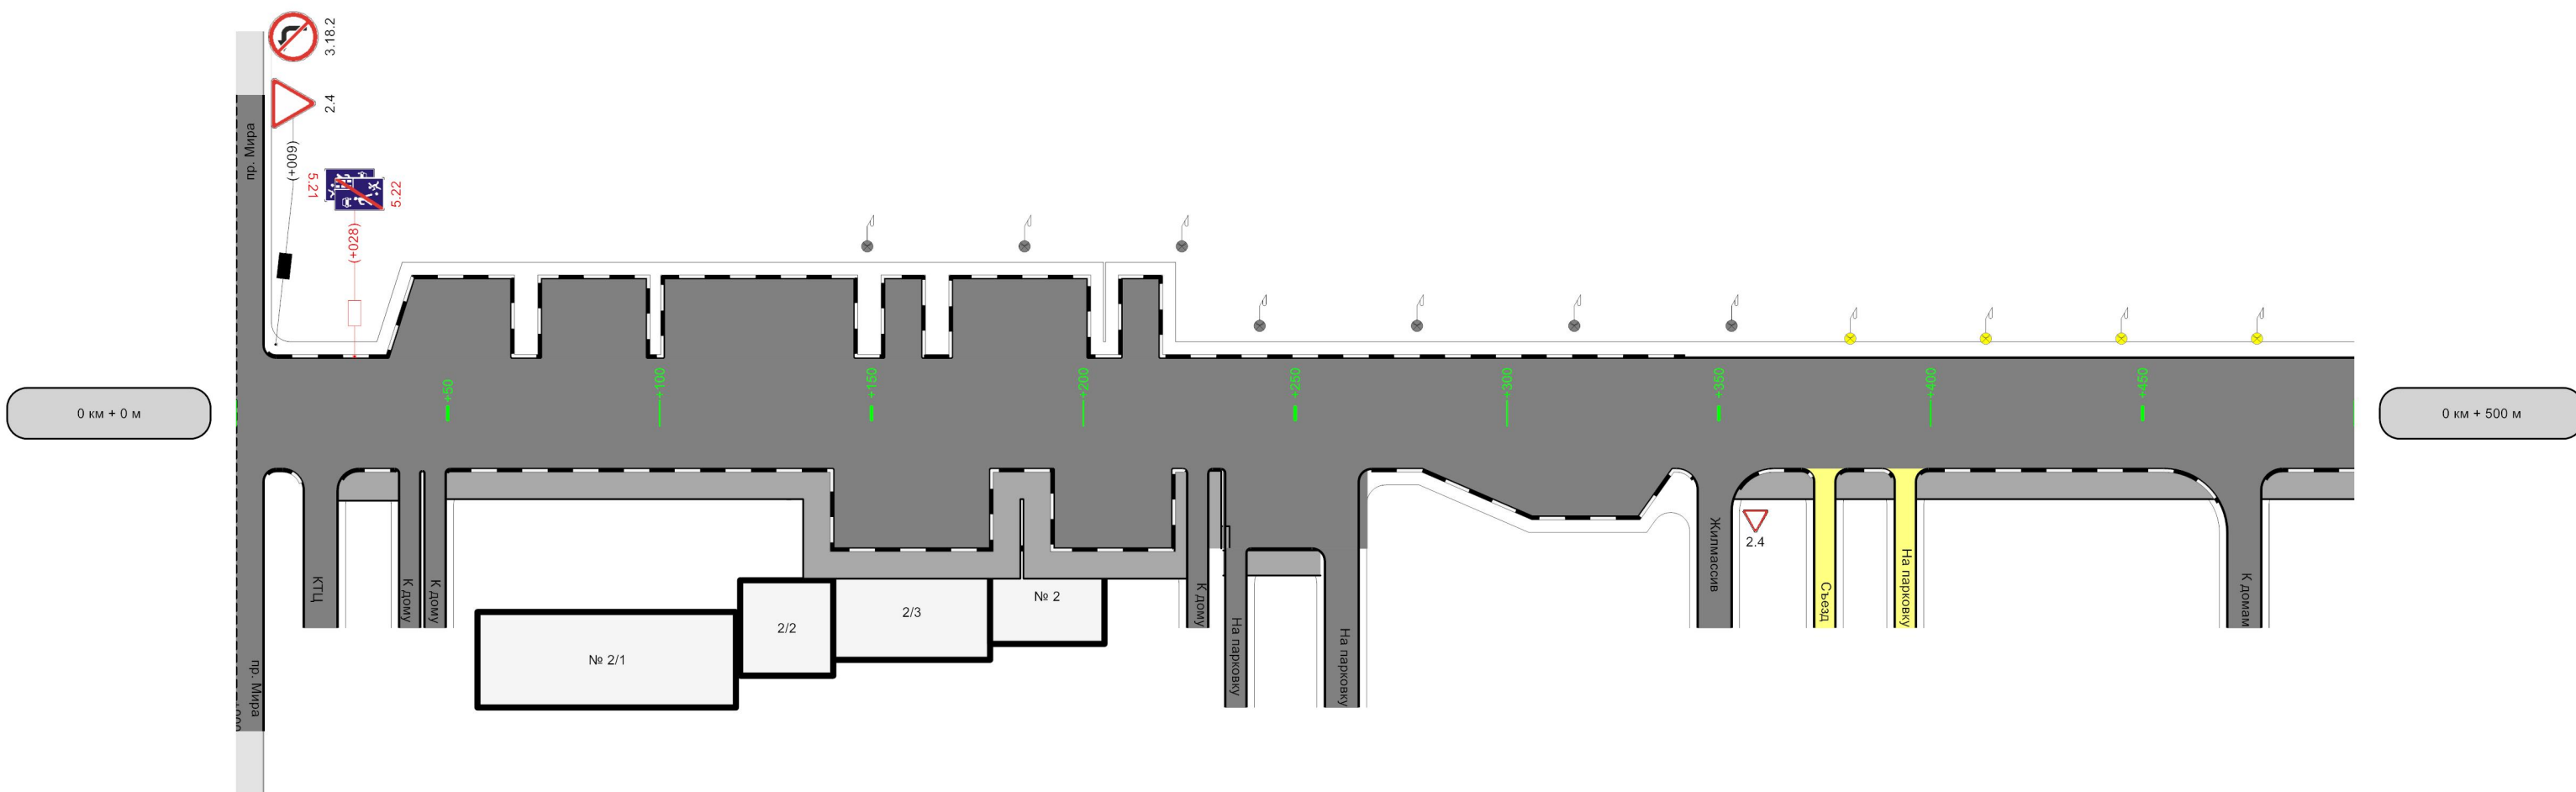 3.18.2
2.4
пр. Мира
(+009)
5.21
5.22
(+028)
+50
+100
+150
+200
+250
+300
+350
+400
+450
0 км + 0 м
0 км + 500 м
КТЦ
К дому
К дому
К дому
На парковку
На парковку
Жилмассив
2.4
Съезд
На парковку
К домам
№ 2/1
2/2
2/3
№ 2
пр. Мира